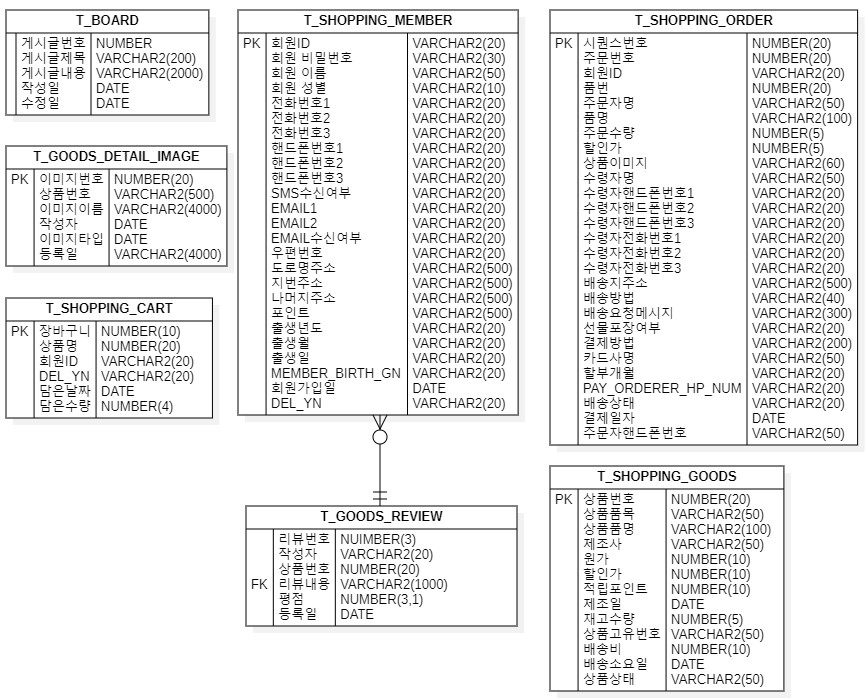 T_BOARD
게시글번호 NUMBER
게시글제목 VARCHAR2(200)
게시글내용 VARCHAR2(2000)
작성일 DATE
수정일 DATE
T_GOODS_DETAIL_IMAGE
PK 이미지번호 NUMBER(20)
상품번호 VARCHAR2(500)
이미지이름 VARCHAR2(4000)
작성자 DATE
이미지타입 DATE
등록일 VARCHAR2(4000)
T_SHOPPING_CART
PK 장바구니 NUMBER(10)
상품명 NUMBER(20)
회원ID VARCHAR2(20)
DEL_YN VARCHAR2(20)
담은날짜 DATE
담은수량 NUMBER(4)
T_SHOPPING_MEMBER
PK 회원ID VARCHAR2(20)
회원 비밀번호 VARCHAR2(30)
회원 이름 VARCHAR2(50)
회원 성별 VARCHAR2(10)
전화번호1 VARCHAR2(20)
전화번호2 VARCHAR2(20)
전화번호3 VARCHAR2(20)
핸드폰번호1 VARCHAR2(20)
핸드폰번호2 VARCHAR2(20)
핸드폰번호3 VARCHAR2(20)
SMS수신여부 VARCHAR2(20)
EMAIL1 VARCHAR2(20)
EMAIL2 VARCHAR2(20)
EMAIL수신여부 VARCHAR2(20)
우편번호 VARCHAR2(20)
도로명주소 VARCHAR2(500)
지번주소 VARCHAR2(500)
나머지주소 VARCHAR2(500)
포인트 VARCHAR2(500)
출생년도 VARCHAR2(20)
출생월 VARCHAR2(20)
출생일 VARCHAR2(20)
MEMBER_BIRTH_GN VARCHAR2(20)
회원가입일 DATE
DEL_YN VARCHAR2(20)
T_GOODS_REVIEW
리뷰번호 NUIMBER(3)
작성자 VARCHAR2(20)
상품번호 NUMBER(20)
FK 리뷰내용 VARCHAR2(1000)
평점 NUMBER(3,1)
등록일 DATE
T_SHOPPING_ORDER
PK 시퀀스번호 NUMBER(20)
주문번호 NUMBER(20)
회원ID VARCHAR2(20)
품번 NUMBER(20)
주문자명 VARCHAR2(50)
품명 VARCHAR2(100)
주문수량 NUMBER(5)
할인가 NUMBER(5)
상품이미지 VARCHAR2(60)
수령자명 VARCHAR2(50)
수령자핸드폰번호1 VARCHAR2(20)
수령자핸드폰번호2 VARCHAR2(20)
수령자핸드폰번호3 VARCHAR2(20)
수령자전화번호1 VARCHAR2(20)
수령자전화번호2 VARCHAR2(20)
수령자전화번호3 VARCHAR2(20)
배송지주소 VARCHAR2(500)
배송방법 VARCHAR2(40)
배송요청메시지 VARCHAR2(300)
선물포장여부 VARCHAR2(20)
결제방법 VARCHAR2(200)
카드사명 VARCHAR2(50)
할부개월 VARCHAR2(20)
PAY_ORDERER_HP_NUM VARCHAR2(20)
배송상태 VARCHAR2(20)
결제일자 DATE
주문자핸드폰번호 VARCHAR2(50)
T_SHOPPING_GOODS
PK 상품번호 NUMBER(20)
상품품목 VARCHAR2(50)
상품품명 VARCHAR2(100)
제조사 VARCHAR2(50)
원가 NUMBER(10)
할인가 NUMBER(10)
적립포인트 NUMBER(10)
제조일 DATE
재고수량 NUMBER(5)
상품고유번호 VARCHAR2(50)
배송비 NUMBER(10)
배송소요일 DATE
상품상태 VARCHAR2(50)